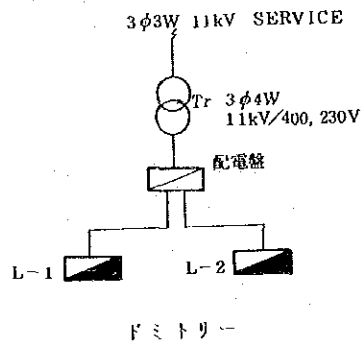 3φ3W 11kV SERVICE
Tr 3φ4W
11kV/400, 230V
配電盤
L-1
L-2
ドミトリー